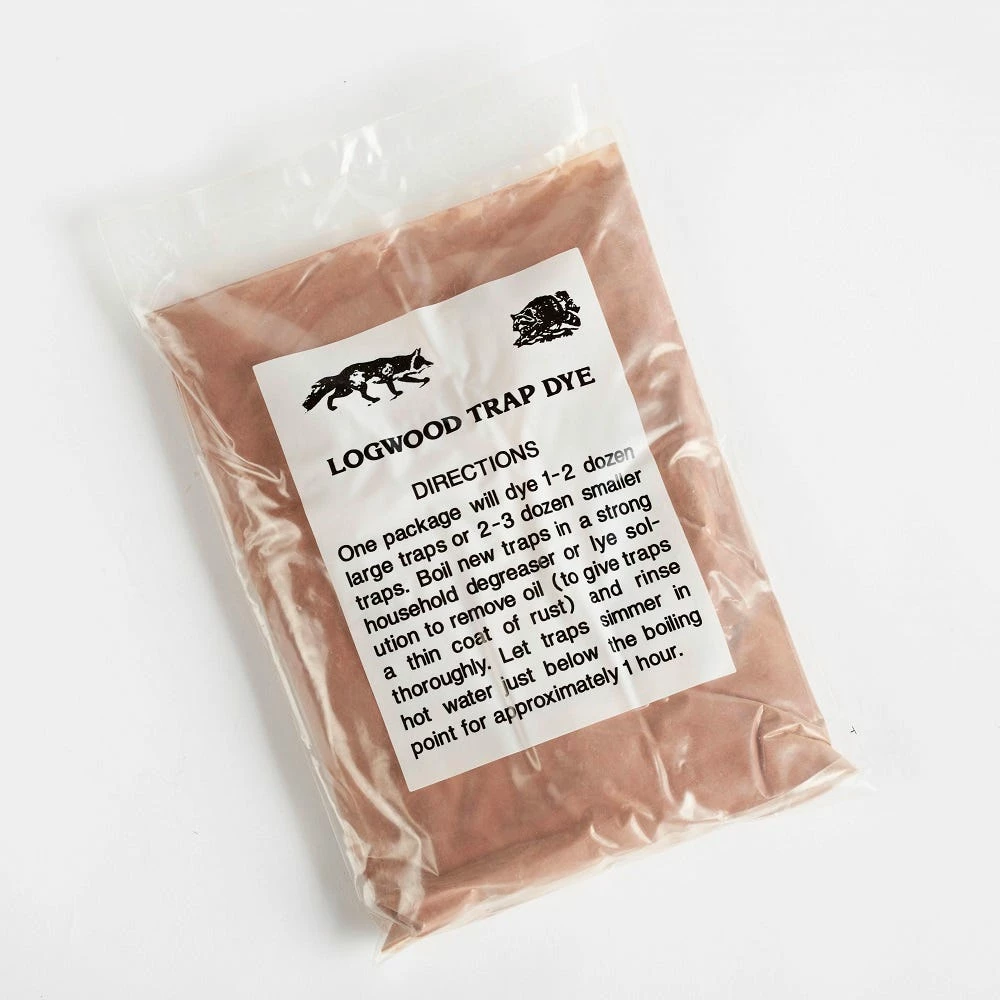 LOGWOOD TRAP DYE
DIRECTIONS
One package will dye 1-2 dozen
large traps or 2-3 dozen smaller
traps. Boil new traps in a strong
household degreaser or lye sol-
ution to remove oil (to give traps
a thin coat of rust) and rinse
thoroughly. Let traps simmer in
hot water just below the boiling
point for approximately 1 hour.